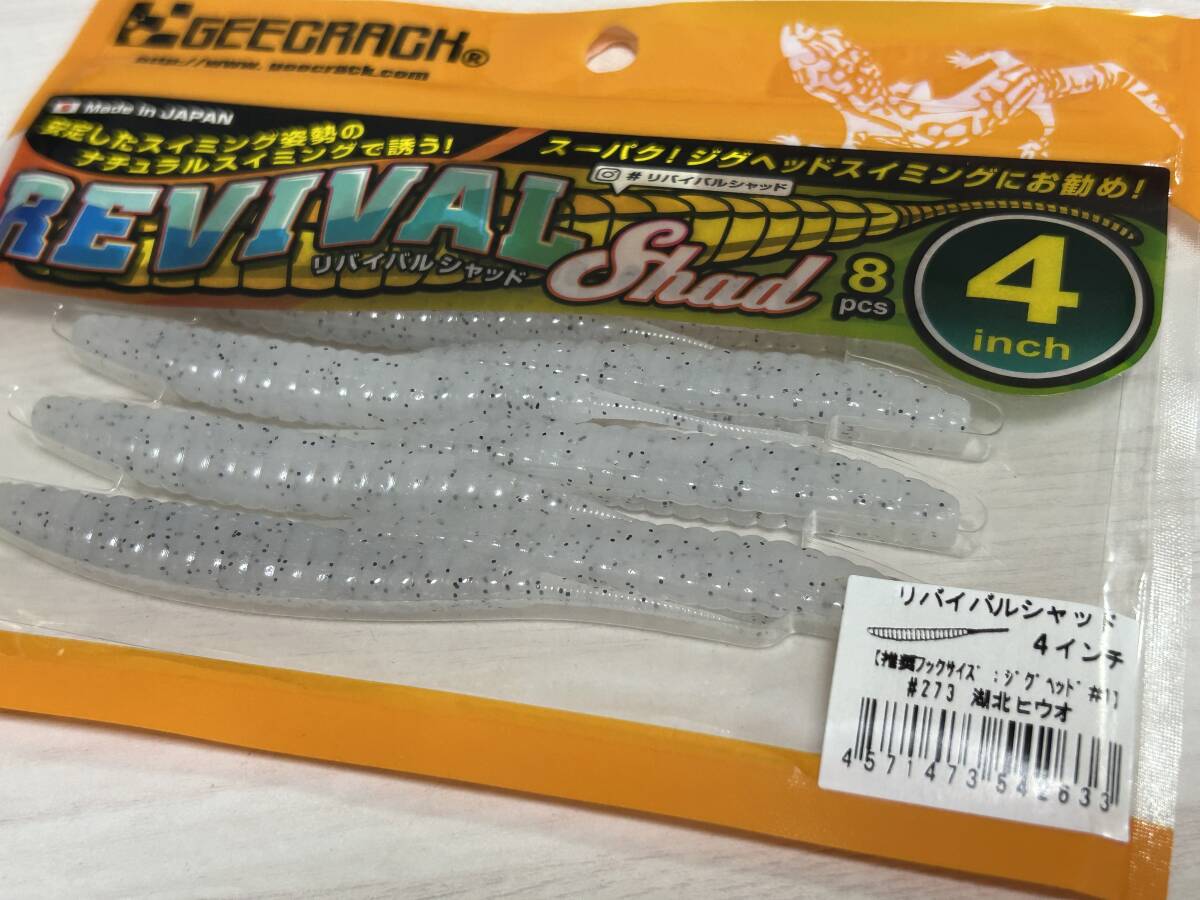 GEECRACH®
http://www.geecrack.com
Made in JAPAN
安定したスイミング姿勢の
ナチュラルスイミングで誘う!
スーパク!ジグヘッドスイミングにお勧め!
# リバイバルシャッド
REVIVAL
Shad
リバイバルシャッド
8
pcs
4
inch
リバイバルシャッド
4インチ
[推奨フックサイズ:ジグヘッド#1]
#273 湖北ヒウオ
4571473542633